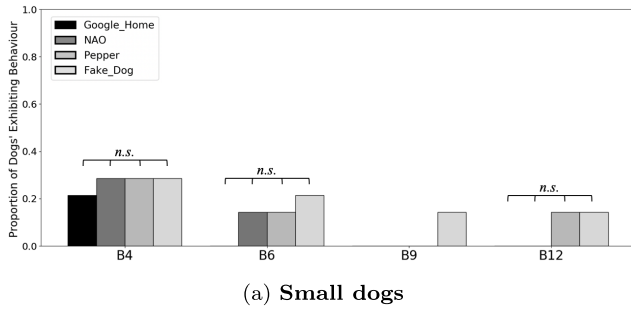 Proportion of Dogs' Exhibiting Behaviour
1.0
0.8
0.6
0.4
0.2
0.0
Google_Home
NAO
Pepper
Fake_Dog
n.s.
n.s.
n.s.
B4
B6
B9
B12
(a) Small dogs